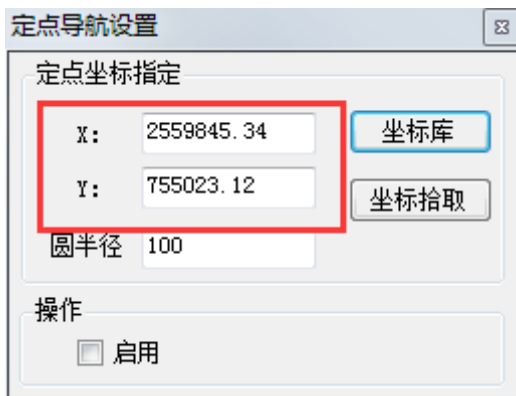 定点导航设置
定点坐标指定
X: 2559845.34 坐标库
Y: 755023.12 坐标拾取
圆半径 100
操作
启用